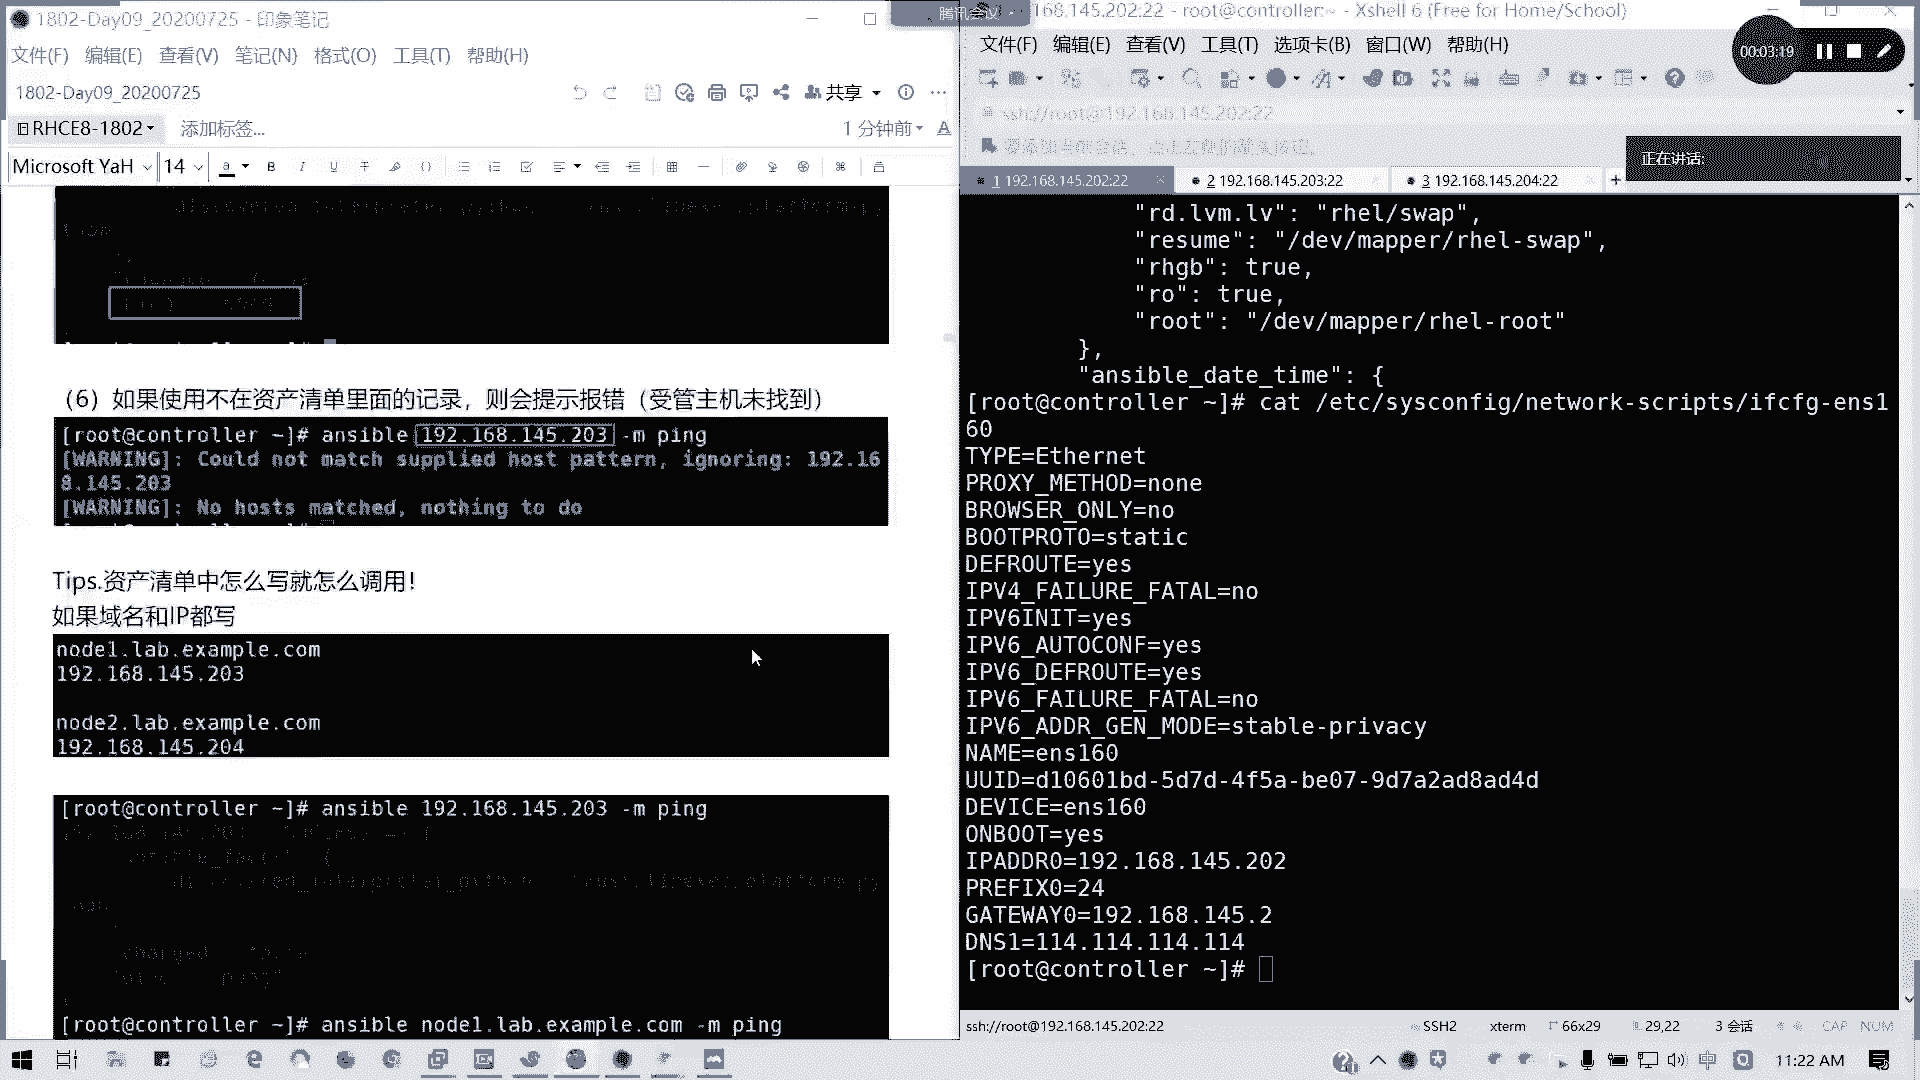 1802-Day09_20200725 - 印象笔记
文件(F) 编辑(E) 查看(V) 笔记(N) 格式(O) 工具(T) 帮助(H)
1802-Day09_20200725
共享
RHCE8-1802 添加标签... 1 分钟前
Microsoft YaH 14
（6）如果使用不在资产清单里面的记录，则会提示报错（受管主机未找到）
[root@controller ~]# ansible 192.168.145.203 -m ping
[WARNING]: Could not match supplied host pattern, ignoring: 192.16
8.145.203
[WARNING]: No hosts matched, nothing to do
Tips.资产清单中怎么写就怎么调用！
如果域名和IP都写
node1.lab.example.com
192.168.145.203
node2.lab.example.com
192.168.145.204
[root@controller ~]# ansible 192.168.145.203 -m ping
[root@controller ~]# ansible node1.lab.example.com -m ping
腾讯会议
168.145.202:22 - root@controller:~ - Xshell 6 (Free for Home/School)
文件(F) 编辑(E) 查看(V) 工具(T) 选项卡(B) 窗口(W) 帮助(H)
00:03:19
ssh://root@192.168.145.202:22
正在讲话:
1 192.168.145.202:22 2 192.168.145.203:22 3 192.168.145.204:22
"rd.lvm.lv": "rhel/swap",
"resume": "/dev/mapper/rhel-swap",
"rhgb": true,
"ro": true,
"root": "/dev/mapper/rhel-root"
},
"ansible_date_time": {
[root@controller ~]# cat /etc/sysconfig/network-scripts/ifcfg-ens1
60
TYPE=Ethernet
PROXY_METHOD=none
BROWSER_ONLY=no
BOOTPROTO=static
DEFROUTE=yes
IPV4_FAILURE_FATAL=no
IPV6INIT=yes
IPV6_AUTOCONF=yes
IPV6_DEFROUTE=yes
IPV6_FAILURE_FATAL=no
IPV6_ADDR_GEN_MODE=stable-privacy
NAME=ens160
UUID=d10601bd-5d7d-4f5a-be07-9d7a2ad8ad4d
DEVICE=ens160
ONBOOT=yes
IPADDR0=192.168.145.202
PREFIX0=24
GATEWAY0=192.168.145.2
DNS1=114.114.114.114
[root@controller ~]#
ssh://root@192.168.145.202:22 SSH2 xterm 66x29 29,22 3 会话 CAP NUM
中 11:22 AM